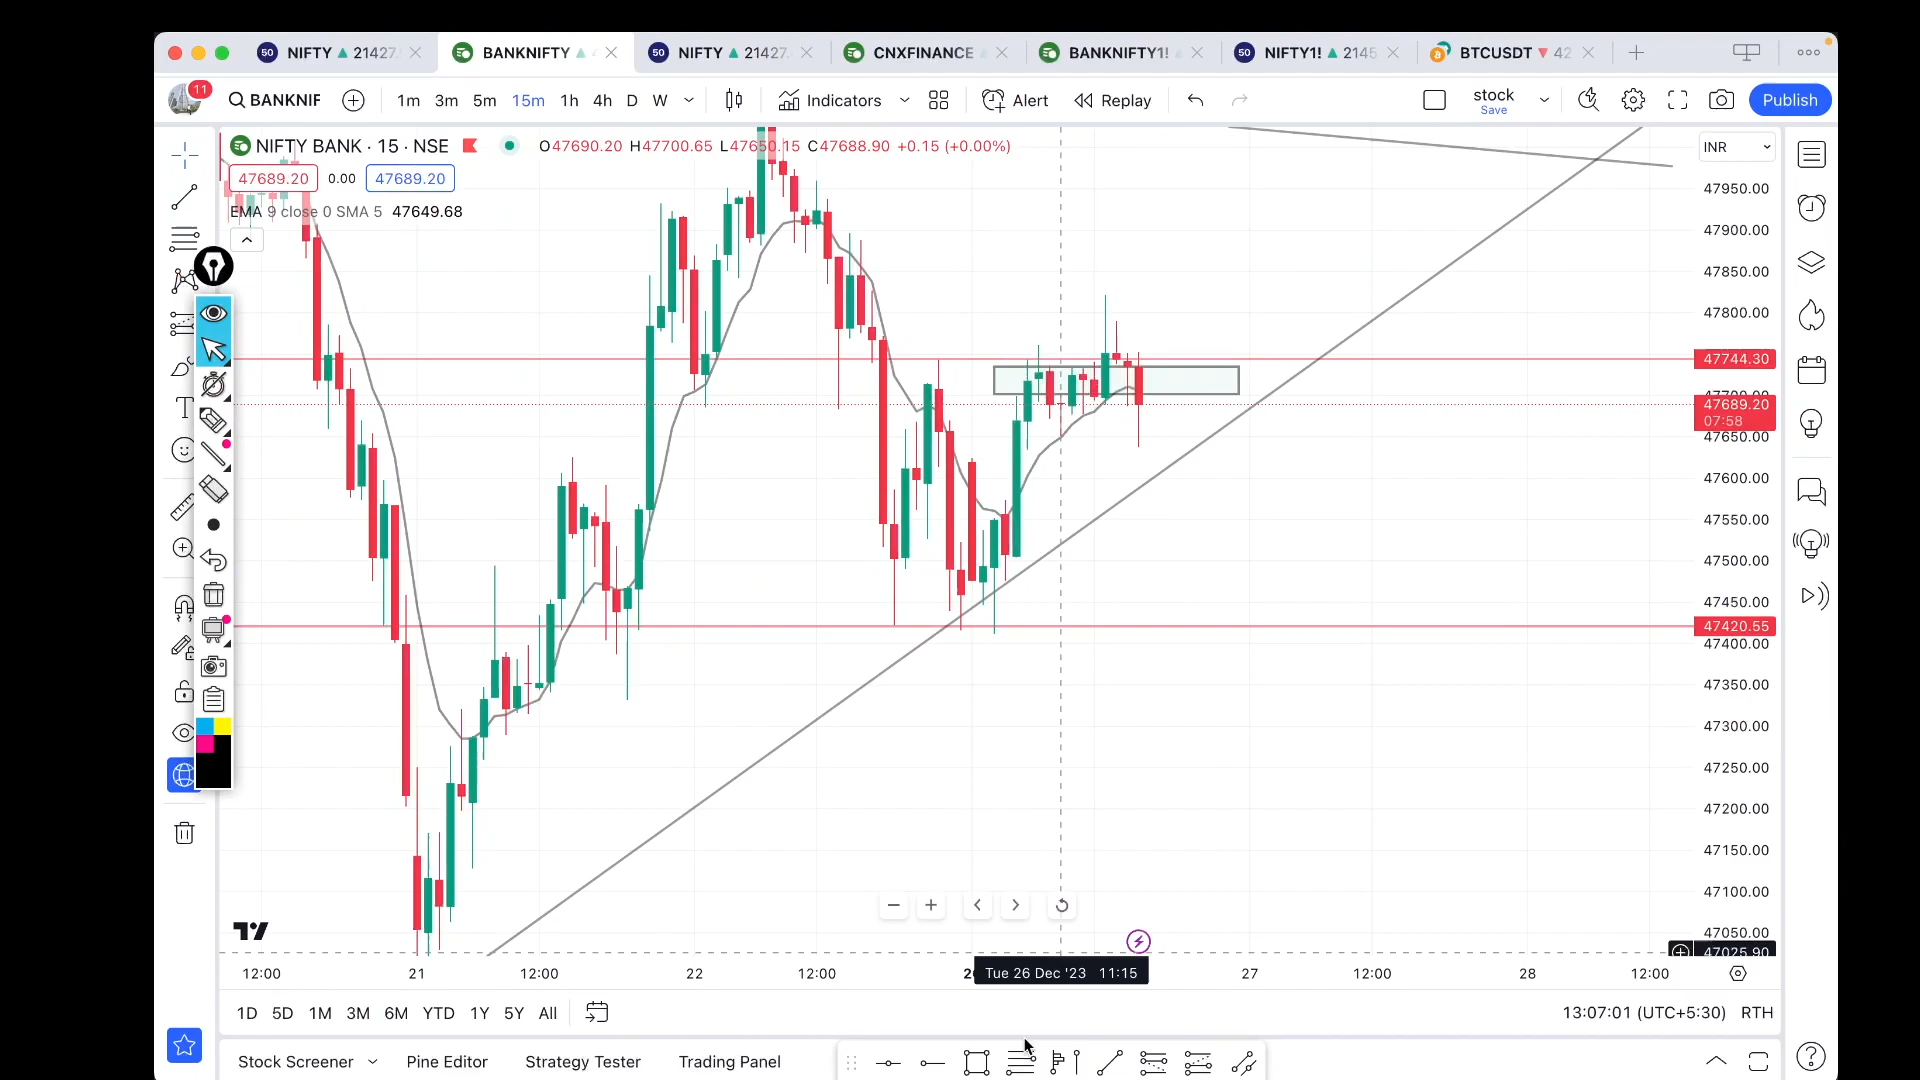 NIFTY 21427 BANKNIFTY NIFTY 21427 CNXFINANCE BANKNIFTY1! NIFTY1! 2145 BTCUSDT 42
11 BANKNIF 1m 3m 5m 15m 1h 4h D W Indicators Alert Replay stock Save Publish
NIFTY BANK · 15 · NSE O47690.20 H47700.65 L47650.15 C47688.90 +0.15 (+0.00%) INR
47689.20 0.00 47689.20
EMA 9 close 0 SMA 5 47649.68
47950.00
47900.00
47850.00
47800.00
47744.30
47689.20
07:58
47650.00
47600.00
47550.00
47500.00
47450.00
47420.55
47400.00
47350.00
47300.00
47250.00
47200.00
47150.00
47100.00
47050.00
47025.90
12:00 21 12:00 22 12:00 Tue 26 Dec '23 11:15 27 12:00 28 12:00
1D 5D 1M 3M 6M YTD 1Y 5Y All 13:07:01 (UTC+5:30) RTH
Stock Screener Pine Editor Strategy Tester Trading Panel